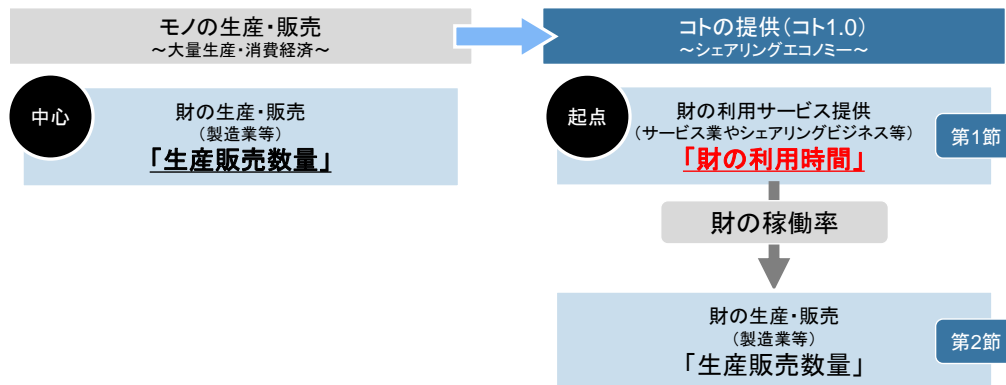 モノの生産・販売
～大量生産・消費経済～
コトの提供（コト1.0）
～シェアリングエコノミー～
中心
財の生産・販売
（製造業等）
「生産販売数量」
起点
財の利用サービス提供
（サービス業やシェアリングビジネス等）
「財の利用時間」
第1節
財の稼働率
財の生産・販売
（製造業等）
「生産販売数量」
第2節